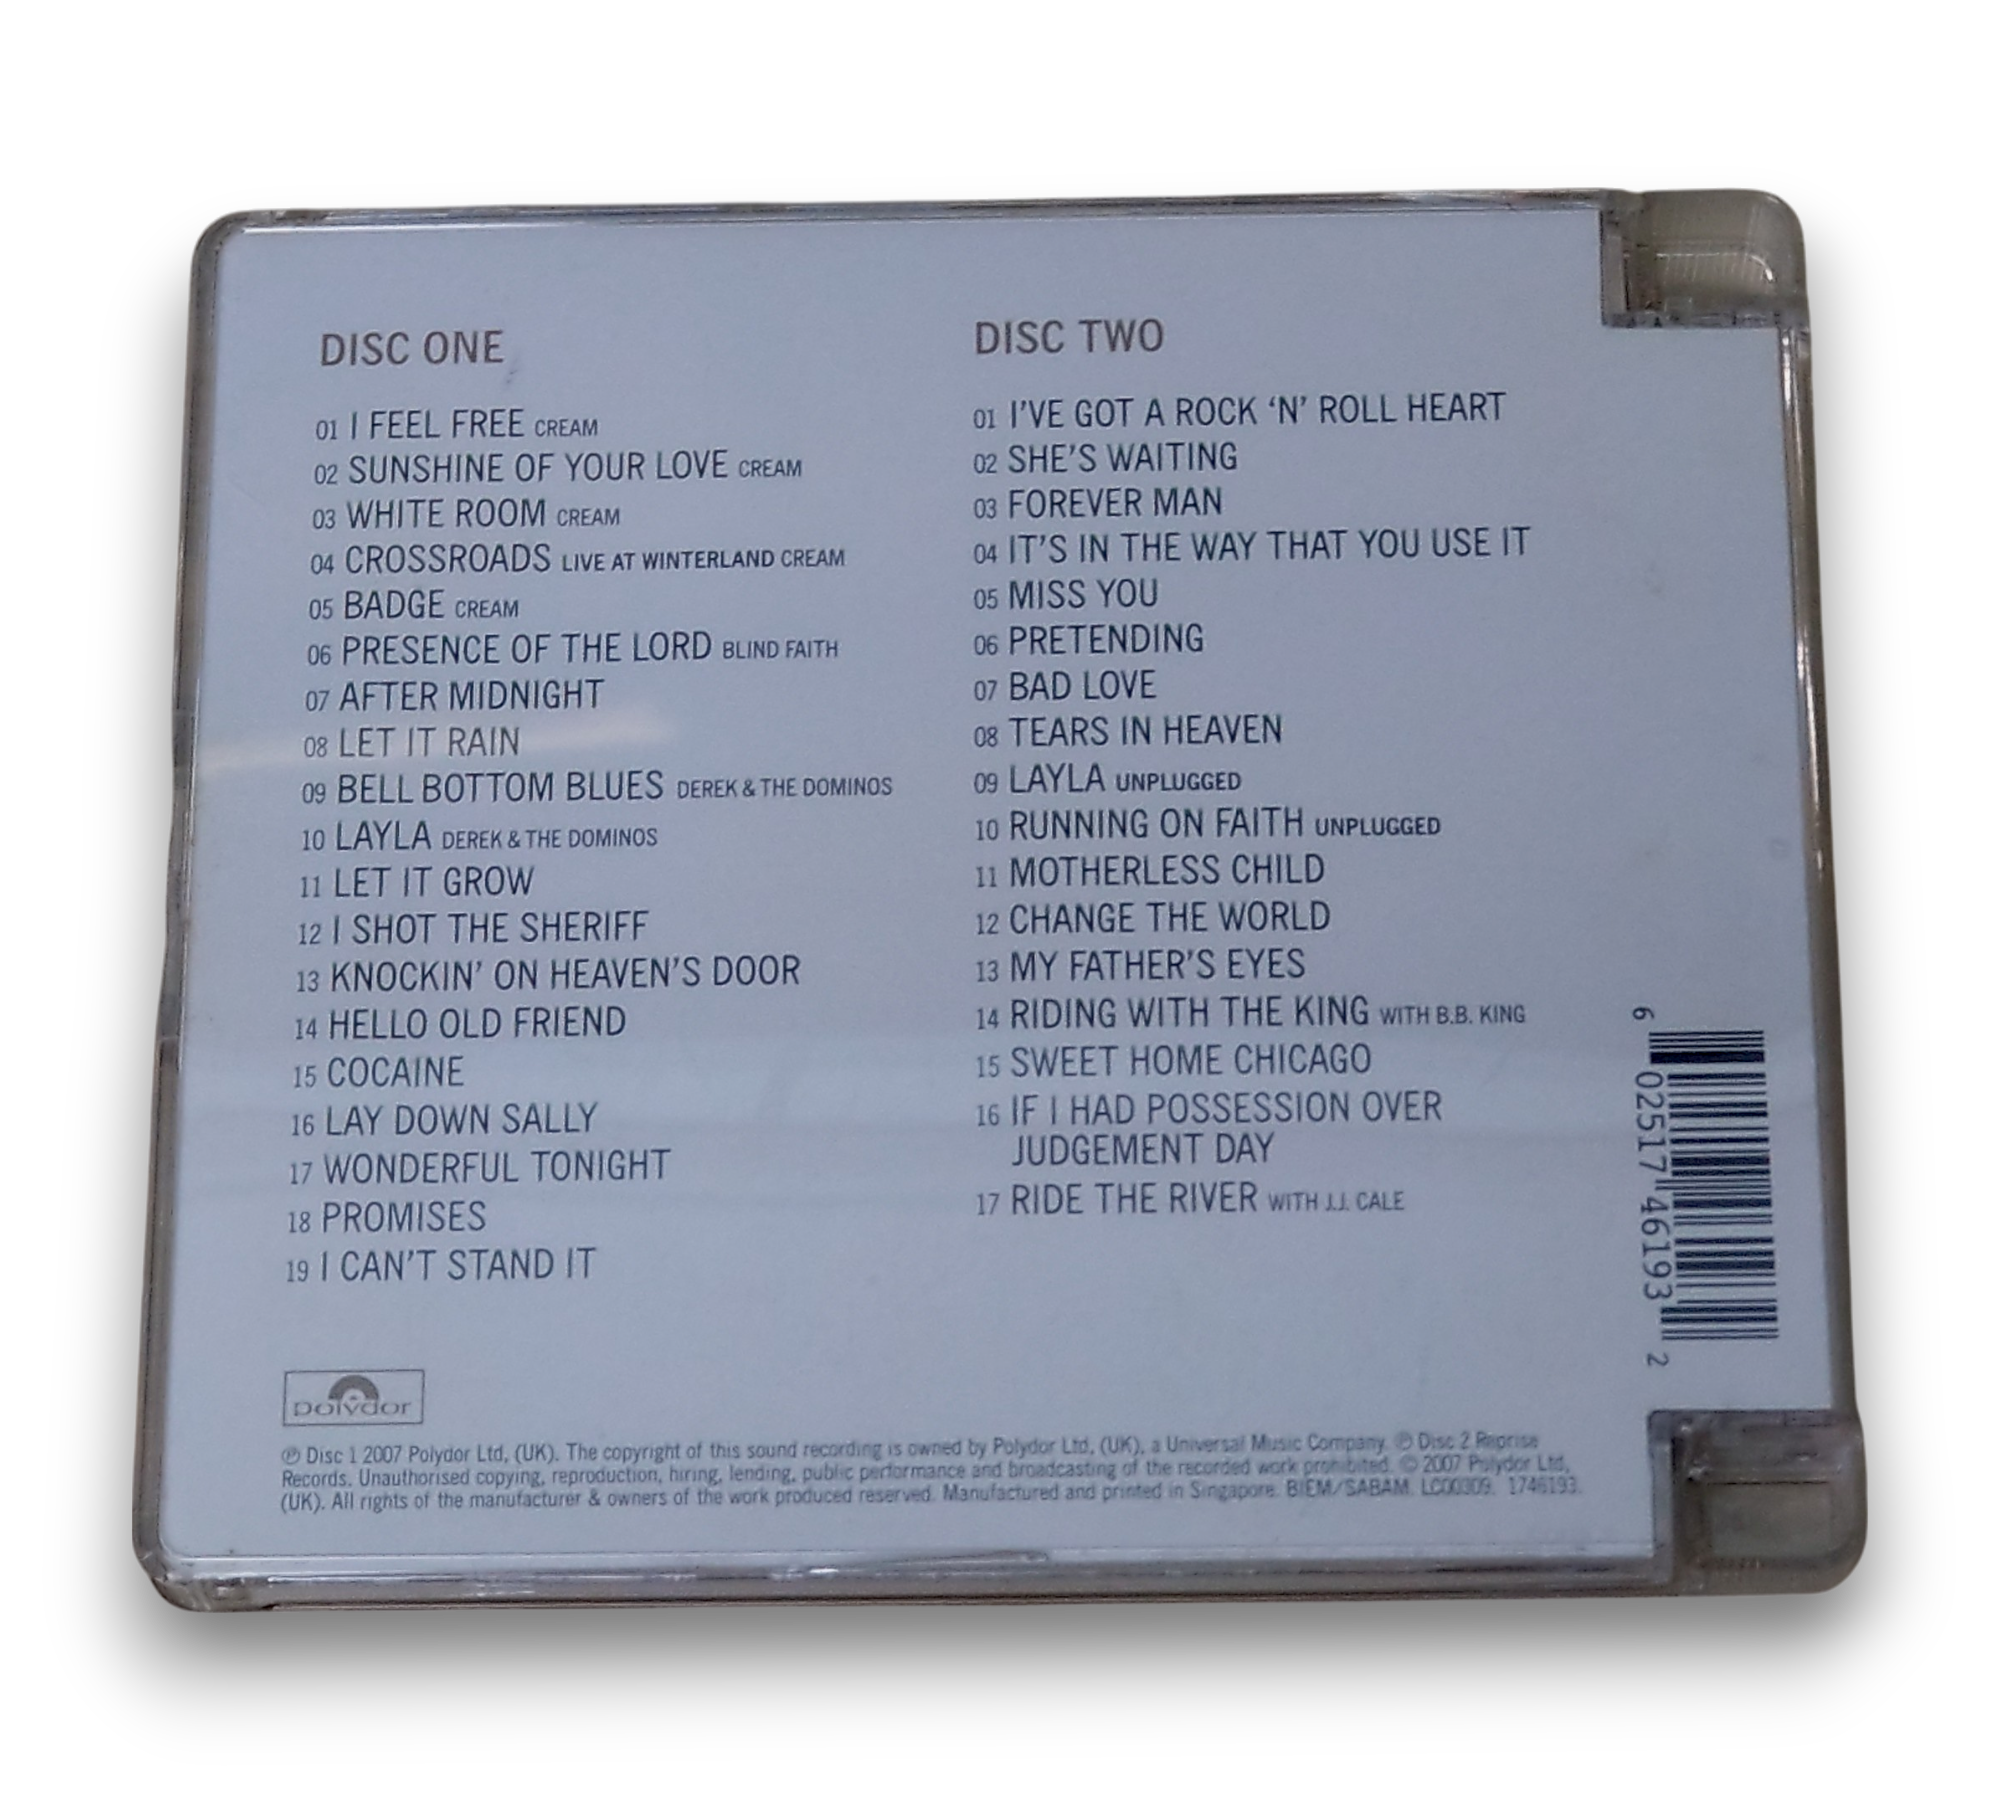 DISC ONE
01 I FEEL FREE CREAM
02 SUNSHINE OF YOUR LOVE CREAM
03 WHITE ROOM CREAM
04 CROSSROADS LIVE AT WINTERLAND CREAM
05 BADGE CREAM
06 PRESENCE OF THE LORD BLIND FAITH
07 AFTER MIDNIGHT
08 LET IT RAIN
09 BELL BOTTOM BLUES DEREK & THE DOMINOS
10 LAYLA DEREK & THE DOMINOS
11 LET IT GROW
12 I SHOT THE SHERIFF
13 KNOCKIN' ON HEAVEN'S DOOR
14 HELLO OLD FRIEND
15 COCAINE
16 LAY DOWN SALLY
17 WONDERFUL TONIGHT
18 PROMISES
19 I CAN'T STAND IT
DISC TWO
01 I'VE GOT A ROCK 'N' ROLL HEART
02 SHE'S WAITING
03 FOREVER MAN
04 IT'S IN THE WAY THAT YOU USE IT
05 MISS YOU
06 PRETENDING
07 BAD LOVE
08 TEARS IN HEAVEN
09 LAYLA UNPLUGGED
10 RUNNING ON FAITH UNPLUGGED
11 MOTHERLESS CHILD
12 CHANGE THE WORLD
13 MY FATHER'S EYES
14 RIDING WITH THE KING WITH B.B. KING
15 SWEET HOME CHICAGO
16 IF I HAD POSSESSION OVER
JUDGEMENT DAY
17 RIDE THE RIVER WITH J.J. CALE
6 02517 46193 2
polydor
℗ Disc 1 2007 Polydor Ltd, (UK). The copyright of this sound recording is owned by Polydor Ltd, (UK), a Universal Music Company. ℗ Disc 2 Reprise
Records. Unauthorised copying, reproduction, hiring, lending, public performance and broadcasting of the recorded work prohibited. © 2007 Polydor Ltd,
(UK). All rights of the manufacturer & owners of the work produced reserved. Manufactured and printed in Singapore. BIEM/SABAM. LC00309. 1746193.